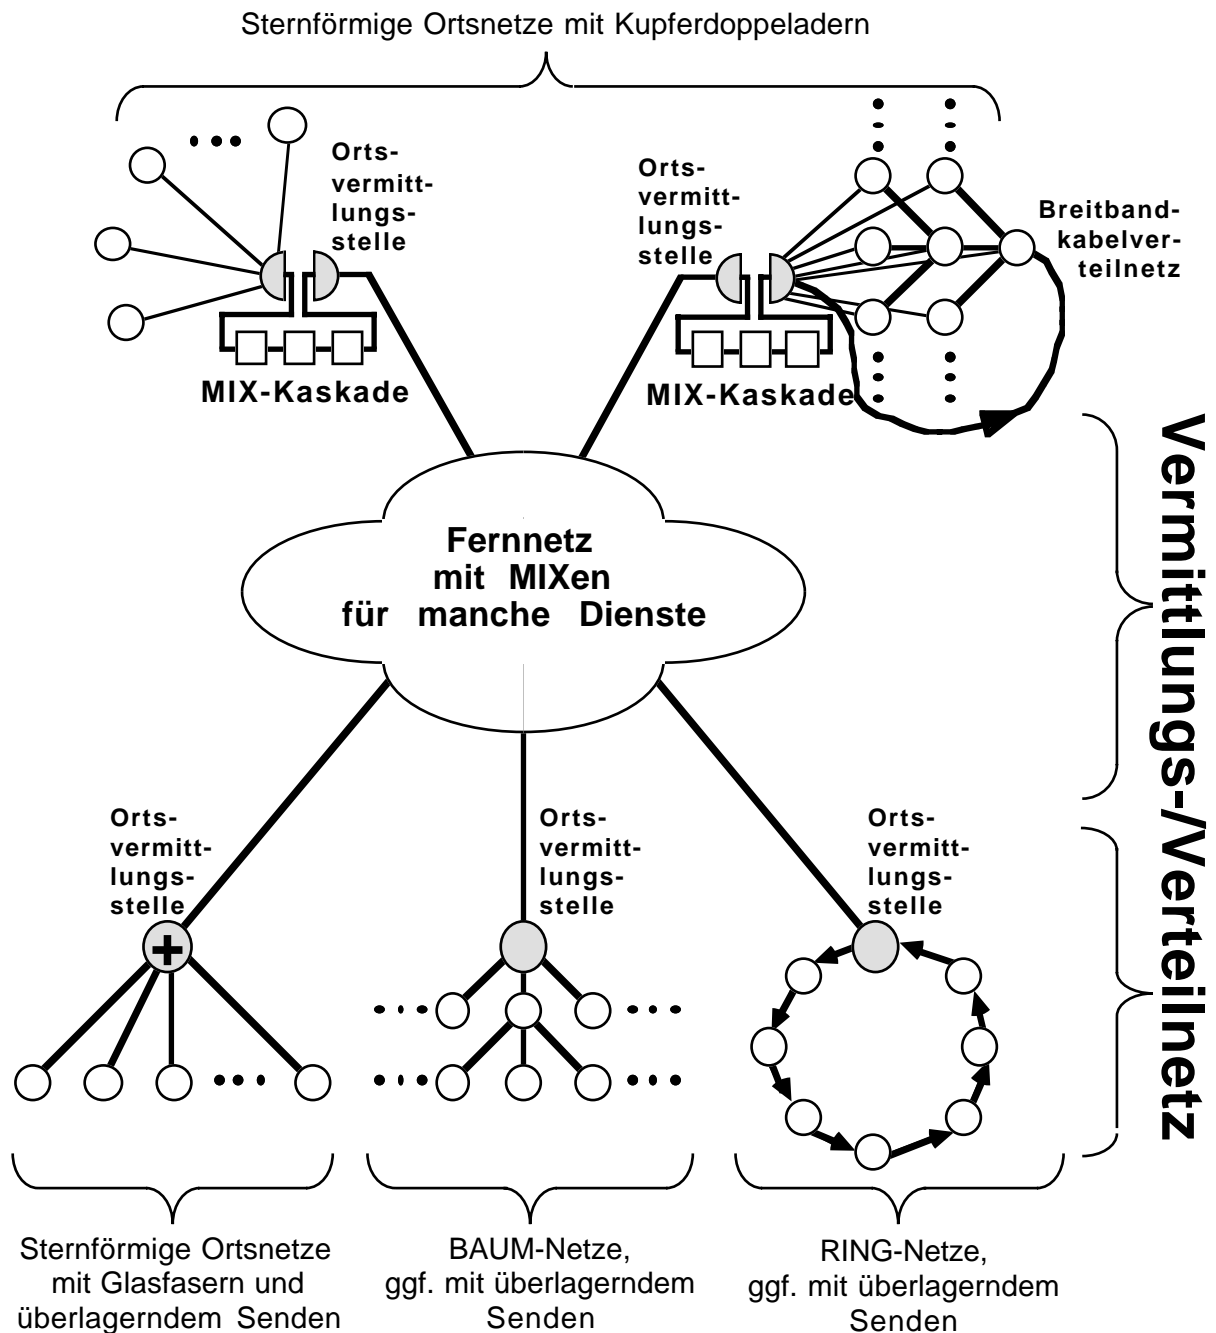 Sternförmige Ortsnetze mit Kupferdoppeladern
Orts-
vermitt-
lungs-
stelle
Orts-
vermitt-
lungs-
stelle
Breitband-
kabelver-
teilnetz
MIX-Kaskade
MIX-Kaskade
Fernnetz
mit MIXen
für manche Dienste
Vermittlungs-/Verteilnetz
Orts-
vermitt-
lungs-
stelle
Orts-
vermitt-
lungs-
stelle
Orts-
vermitt-
lungs-
stelle
+
Sternförmige Ortsnetze
mit Glasfasern und
überlagerndem Senden
BAUM-Netze,
ggf. mit überlagerndem
Senden
RING-Netze,
ggf. mit überlagerndem
Senden